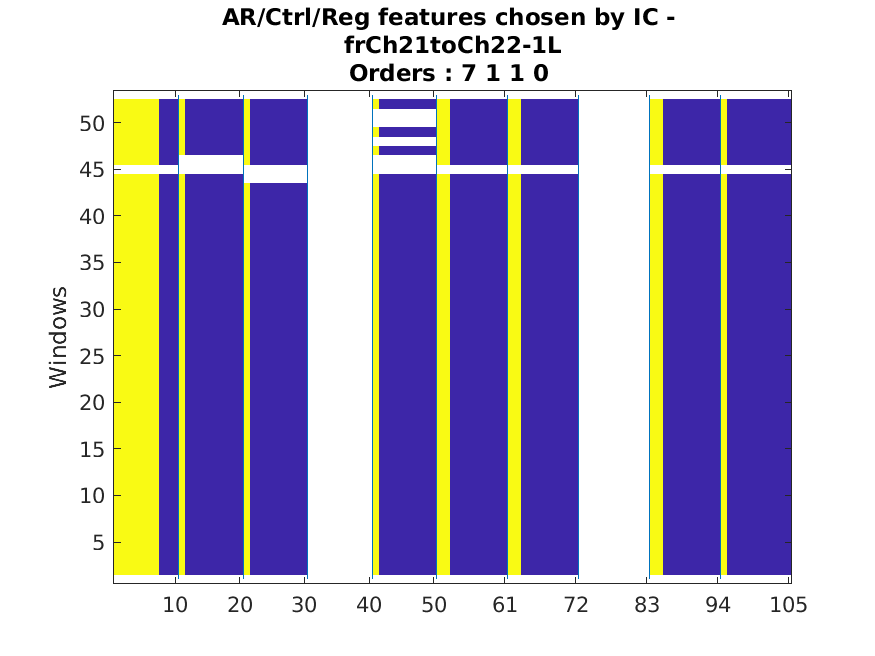 AR/Ctrl/Reg features chosen by IC -
frCh21toCh22-1L
Orders : 7 1 1 0
50
45
40
35
30
25
20
15
10
5
Windows
10 20 30 40 50 61 72 83 94 105